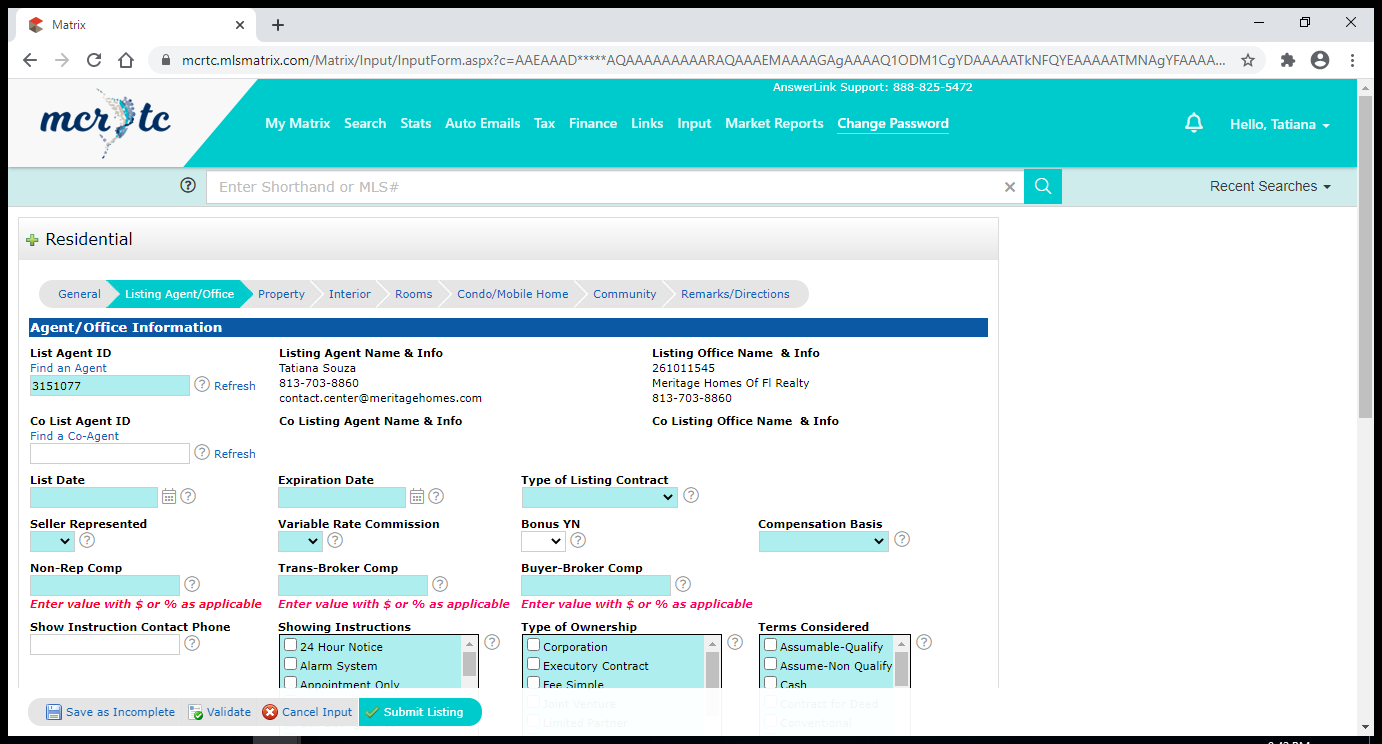 Matrix
mcrtc.mlsmatrix.com/Matrix/Input/InputForm.aspx?c=AAEAAAD*****AQAAAAAAAAARAQAAAEMAAAAGAgAAAAQ1ODM1CgYDAAAAATkNFQYEAAAAATMNAgYFAAAA...
AnswerLink Support: 888-825-5472
mcr tc
My Matrix Search Stats Auto Emails Tax Finance Links Input Market Reports Change Password
Hello, Tatiana
Enter Shorthand or MLS#
Recent Searches
Residential
General Listing Agent/Office Property Interior Rooms Condo/Mobile Home Community Remarks/Directions
Agent/Office Information
List Agent ID Listing Agent Name & Info Listing Office Name & Info
Find an Agent Tatiana Souza 261011545
3151077 Refresh 813-703-8860 Meritage Homes Of Fl Realty
contact.center@meritagehomes.com 813-703-8860
Co List Agent ID Co Listing Agent Name & Info Co Listing Office Name & Info
Find a Co-Agent
Refresh
List Date Expiration Date Type of Listing Contract
Seller Represented Variable Rate Commission Bonus YN Compensation Basis
Non-Rep Comp Trans-Broker Comp Buyer-Broker Comp
Enter value with $ or % as applicable Enter value with $ or % as applicable Enter value with $ or % as applicable
Show Instruction Contact Phone Showing Instructions Type of Ownership Terms Considered
24 Hour Notice Corporation Assumable-Qualify
Alarm System Executory Contract Assume-Non Qualify
Appointment Only Fee Simple Cash
Joint Venture Contract for Deed
Limited Partner Conventional
Save as Incomplete Validate Cancel Input Submit Listing